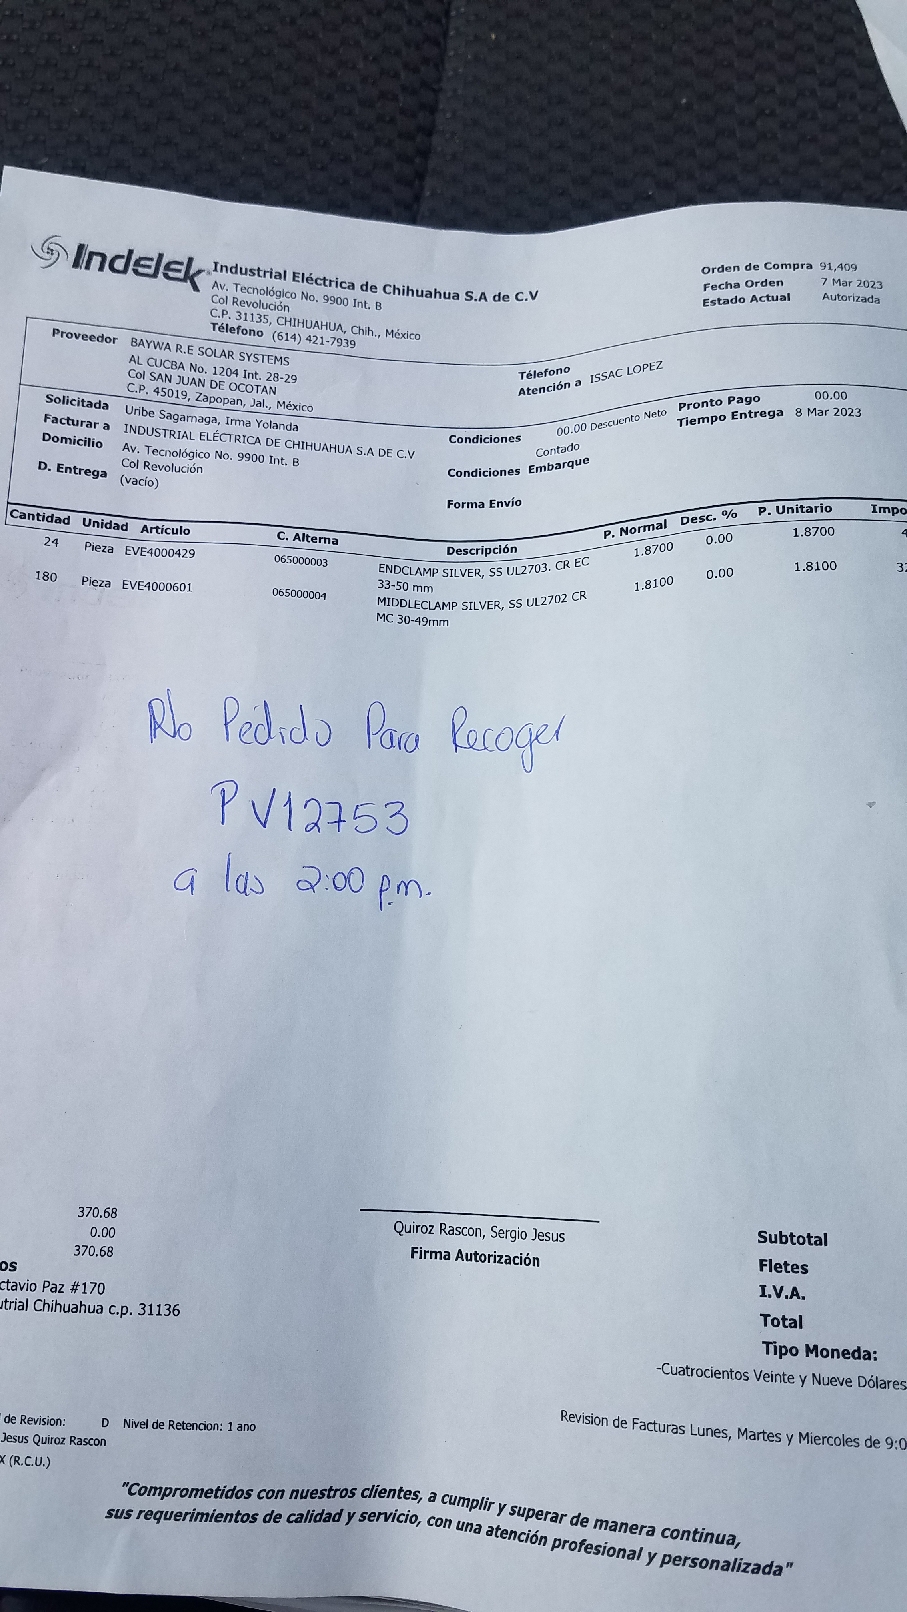 Indelek
Industrial Eléctrica de Chihuahua S.A de C.V
Av. Tecnológico No. 9900 Int. B
Col Revolución
C.P. 31135, CHIHUAHUA, Chih., México
Télefono (614) 421-7939
Orden de Compra 91,409
Fecha Orden 7 Mar 2023
Estado Actual Autorizada
Proveedor BAYWA R.E SOLAR SYSTEMS
AL CUCBA No. 1204 Int. 28-29
Col SAN JUAN DE OCOTAN
C.P. 45019, Zapopan, Jal., México
Télefono
Atención a ISSAC LOPEZ
Solicitada Uribe Sagarnaga, Irma Yolanda
Facturar a INDUSTRIAL ELÉCTRICA DE CHIHUAHUA S.A DE C.V
Domicilio Av. Tecnológico No. 9900 Int. B
Col Revolución
D. Entrega (vacío)
Condiciones 00.00 Descuento Neto
Contado
Condiciones Embarque
Forma Envío
Pronto Pago 00.00
Tiempo Entrega 8 Mar 2023
Cantidad Unidad Artículo C. Alterna Descripción P. Normal Desc. % P. Unitario Impo
24 Pieza EVE4000429 065000003 ENDCLAMP SILVER, SS UL2703. CR EC 1.8700 0.00 1.8700 4
33-50 mm
180 Pieza EVE4000601 065000004 MIDDLECLAMP SILVER, SS UL2702 CR 1.8100 0.00 1.8100 32
MC 30-49mm
No Pedido Para Recoger
PV12753
a las 2:00 p.m.
370.68
0.00
370.68
os
ctavio Paz #170
utrial Chihuahua c.p. 31136
Quiroz Rascon, Sergio Jesus
Firma Autorización
Subtotal
Fletes
I.V.A.
Total
Tipo Moneda:
-Cuatrocientos Veinte y Nueve Dólares
de Revision: D Nivel de Retencion: 1 ano
Jesus Quiroz Rascon
X (R.C.U.)
Revision de Facturas Lunes, Martes y Miercoles de 9:0
"Comprometidos con nuestros clientes, a cumplir y superar de manera continua,
sus requerimientos de calidad y servicio, con una atención profesional y personalizada"